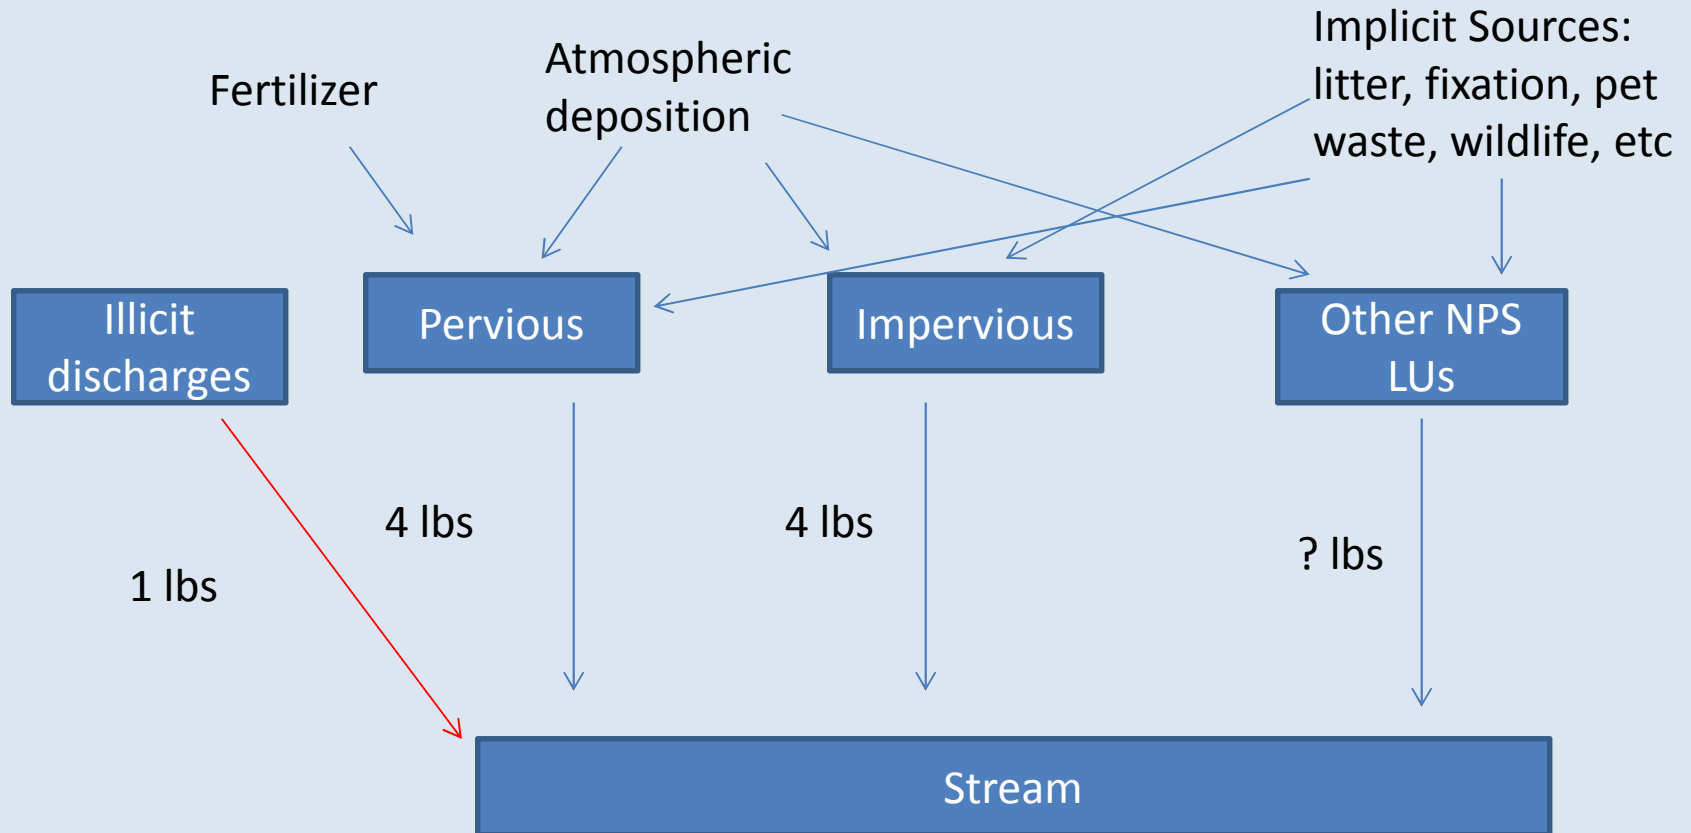 Implicit Sources:
litter, fixation, pet
waste, wildlife, etc
Atmospheric
deposition
Fertilizer
Illicit
discharges
Pervious
Impervious
Other NPS
LUs
4 lbs
4 lbs
? lbs
1 lbs
Stream